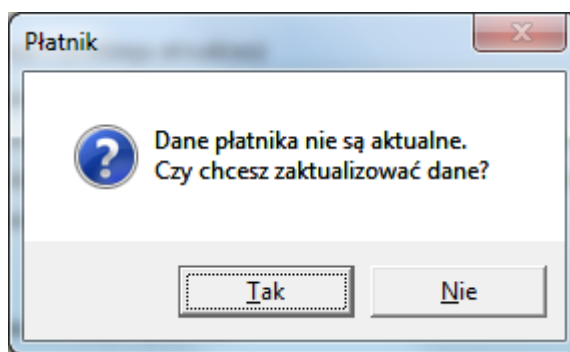 Płatnik
Dane płatnika nie są aktualne.
Czy chcesz zaktualizować dane?
Tak
Nie